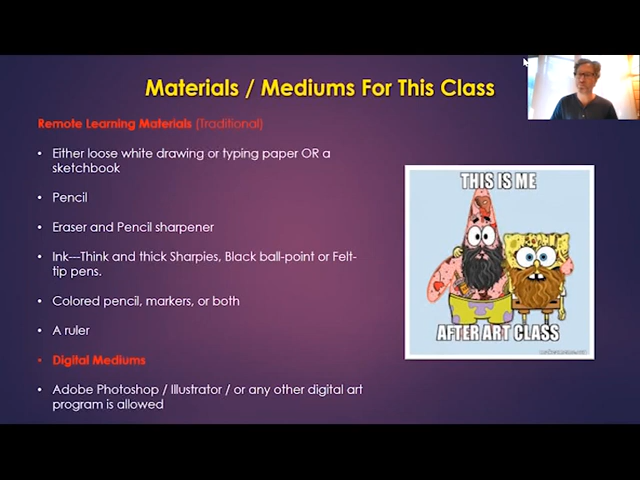 Materials / Mediums For This Class
Remote Learning Materials (Traditional)
• Either loose white drawing or typing paper OR a
sketchbook
• Pencil
• Eraser and Pencil sharpener
• Ink---Think and thick Sharpies, Black ball-point or Felt-
tip pens.
• Colored pencil, markers, or both
• A ruler
• Digital Mediums
• Adobe Photoshop / Illustrator / or any other digital art
program is allowed
THIS IS ME
AFTER ART CLASS